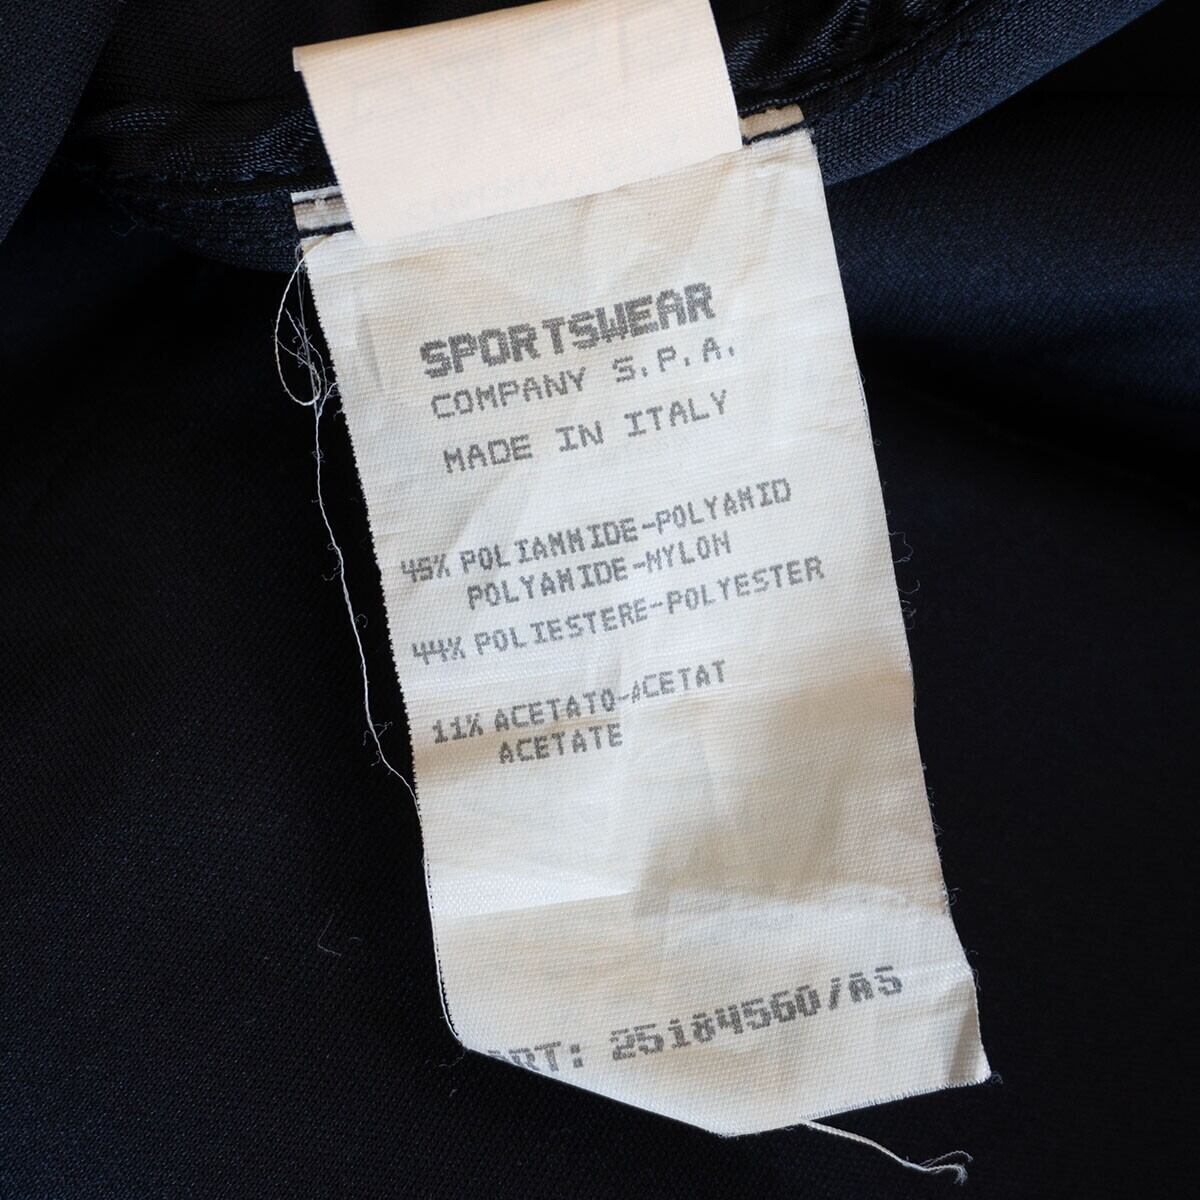 SPORTSWEAR
COMPANY S.P.A.
MADE IN ITALY
45% POLIAMMIDE-POLYAMID
POLYAMIDE-NYLON
44% POLIESTERE-POLYESTER
11% ACETATO-ACETAT
ACETATE
ART: 25184560/A5